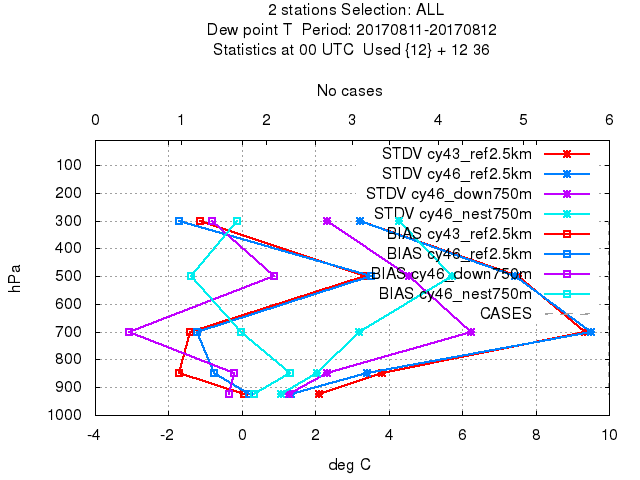 2 stations Selection: ALL
Dew point T  Period: 20170811-20170812
Statistics at 00 UTC  Used {12} + 12 36
No cases
0 1 2 3 4 5 6
STDV cy43_ref2.5km
STDV cy46_ref2.5km
STDV cy46_down750m
STDV cy46_nest750m
BIAS cy43_ref2.5km
BIAS cy46_ref2.5km
BIAS cy46_down750m
BIAS cy46_nest750m
CASES
100
200
300
400
500
600
700
800
900
1000
hPa
-4 -2 0 2 4 6 8 10
deg C